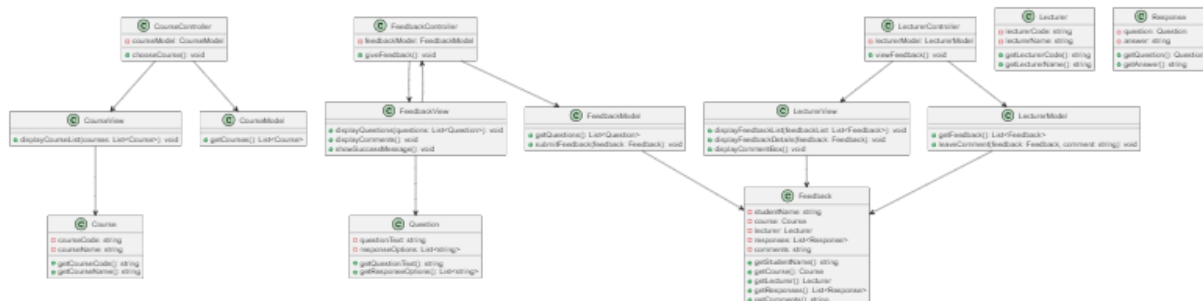 CourseController
courseModel: CourseModel
chooseCourse(): void
FeedbackController
feedbackModel: FeedbackModel
giveFeedback(): void
LecturerController
lecturerModel: LecturerModel
viewFeedback(): void
Lecturer
lecturerCode: string
lecturerName: string
getLecturerCode(): string
getLecturerName(): string
Response
question: Question
answer: string
getQuestion(): Question
getAnswer(): string
CourseView
displayCourseList(courses: List<Course>): void
CourseModel
getCourses(): List<Course>
FeedbackView
displayQuestions(questions: List<Question>): void
displayComments(): void
showSuccessMessage(): void
FeedbackModel
getQuestions(): List<Question>
submitFeedback(feedback: Feedback): void
LecturerView
displayFeedbackList(feedbackList: List<Feedback>): void
displayFeedbackDetails(feedback: Feedback): void
displayCommentBox(): void
LecturerModel
getFeedback(): List<Feedback>
leaveComment(feedback: Feedback, comment: string): void
Course
courseCode: string
courseName: string
getCourseCode(): string
getCourseName(): string
Question
questionText: string
responseOptions: List<string>
getQuestionText(): string
getResponseOptions(): List<string>
Feedback
studentName: string
course: Course
lecturer: Lecturer
responses: List<Response>
comments: string
getStudentName(): string
getCourse(): Course
getLecturer(): Lecturer
getResponses(): List<Response>
getComments(): string